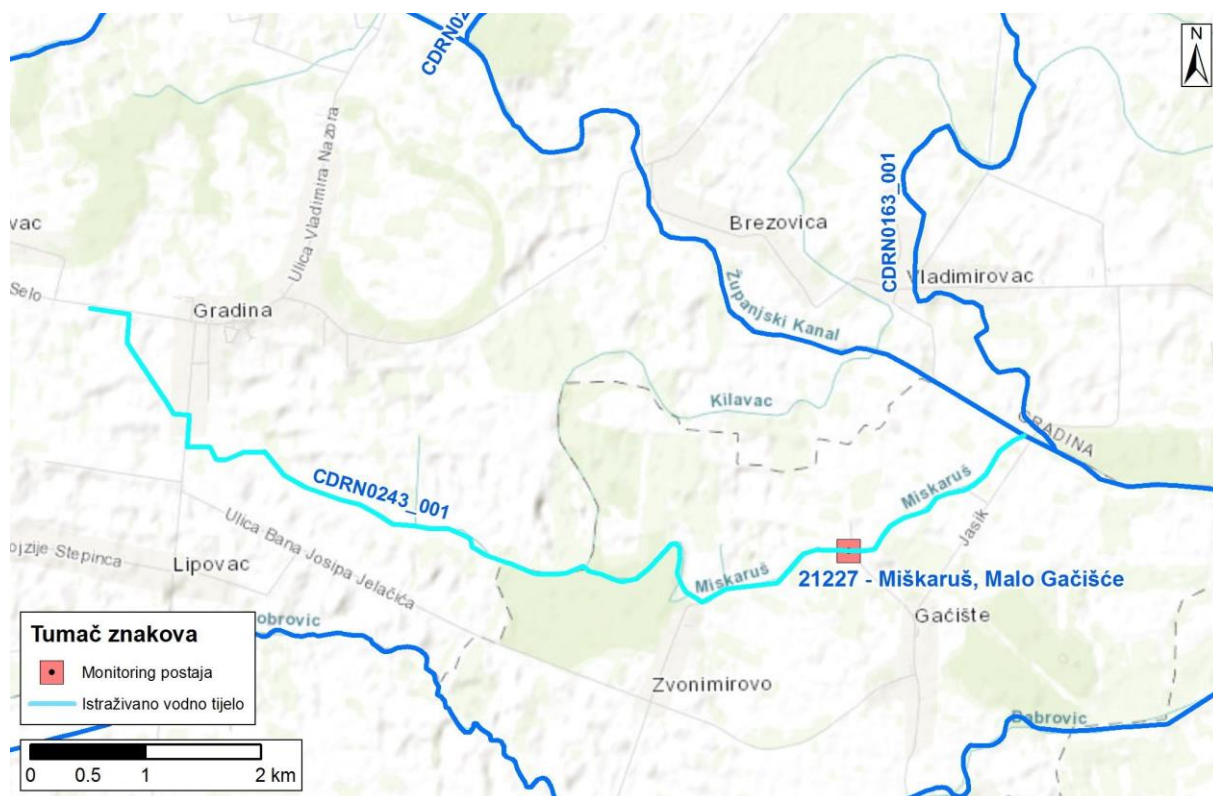 CDRN02
N
Ulica Vladimira Nazora
Brezovica
CDRN0163_001
Vladimirovac
vac
Selo
Gradina
Županjski Kanal
Kilavac
GRADINA
CDRN0243_001
Miskaruš
Jasik
Ulica Bana Josipa Jelačića
ojzije Stepinca
Lipovac
Miskaruš
21227 - Miškaruš, Malo Gačišće
Gaćište
Tumač znakova
obrovic
Monitoring postaja
Istraživano vodno tijelo
Zvonimirovo
Dabrovic
0 0.5 1 2 km